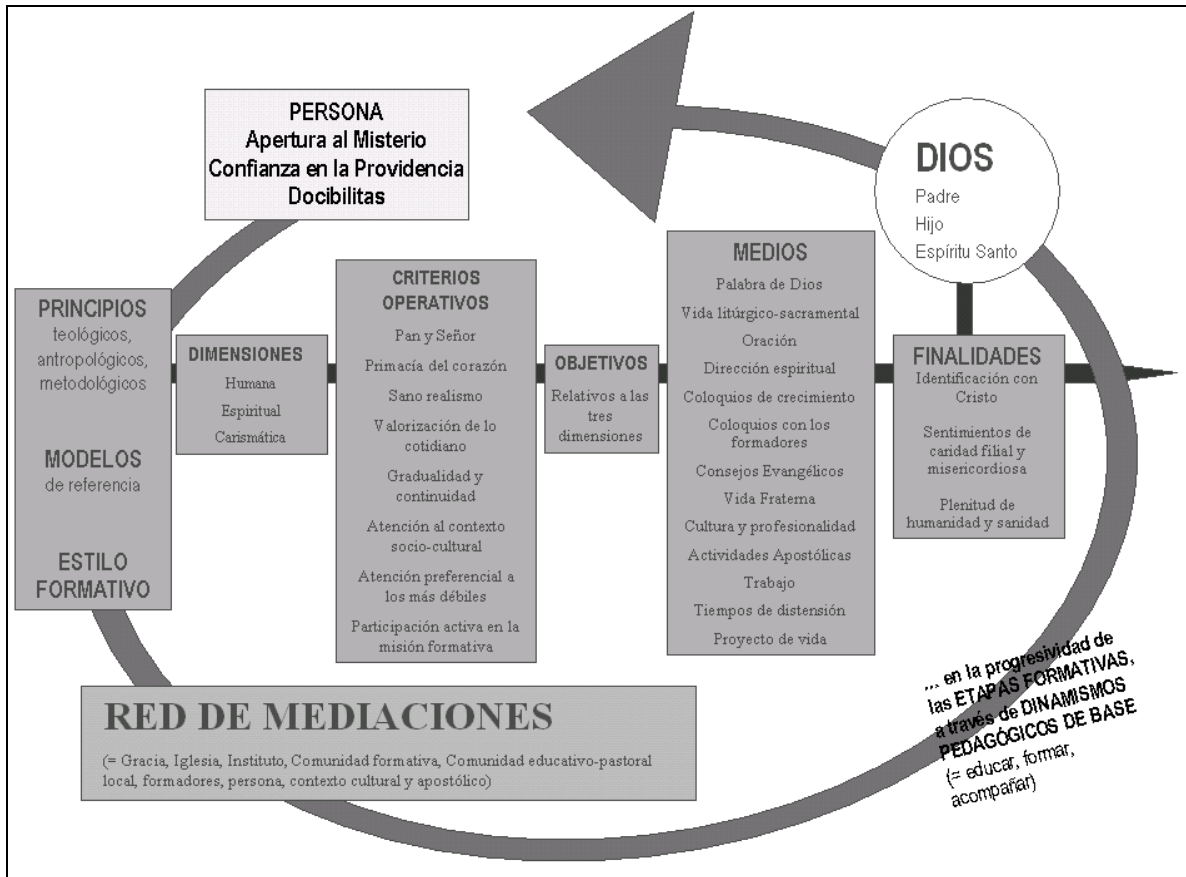 PERSONA
Apertura al Misterio
Confianza en la Providencia
Docibilitas
DIOS
Padre
Hijo
Espíritu Santo
PRINCIPIOS
teológicos,
antropológicos,
metodológicos
MODELOS
de referencia
ESTILO
FORMATIVO
DIMENSIONES
Humana
Espiritual
Carismática
CRITERIOS
OPERATIVOS
Pan y Señor
Primacía del corazón
Sano realismo
Valorización de lo
cotidiano
Gradualidad y
continuidad
Atención al contexto
socio-cultural
Atención preferencial a
los más débiles
Participación activa en la
misión formativa
OBJETIVOS
Relativos a las
tres
dimensiones
MEDIOS
Palabra de Dios
Vida litúrgico-sacramental
Oración
Dirección espiritual
Coloquios de crecimiento
Coloquios con los
formadores
Consejos Evangélicos
Vida Fraterna
Cultura y profesionalidad
Actividades Apostólicas
Trabajo
Tiempos de distensión
Proyecto de vida
FINALIDADES
Identificación con
Cristo
Sentimientos de
caridad filial y
misericordiosa
Plenitud de
humanidad y sanidad
RED DE MEDIACIONES
(= Gracia, Iglesia, Instituto, Comunidad formativa, Comunidad educativo-pastoral
local, formadores, persona, contexto cultural y apostólico)
... en la progresividad de
las ETAPAS FORMATIVAS,
a través de DINAMISMOS
PEDAGÓGICOS DE BASE
(= educar, formar,
acompañar)